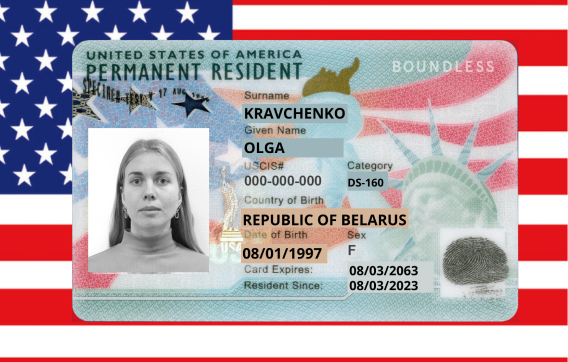 UNITED STATES OF AMERICA
PERMANENT RESIDENT
BOUNDLESS
Surname
KRAVCHENKO
Given Name
OLGA
USCIS# Category
000-000-000 DS-160
Country of Birth
REPUBLIC OF BELARUS
Date of Birth Sex
08/01/1997 F
Card Expires: 08/03/2063
Resident Since: 08/03/2023